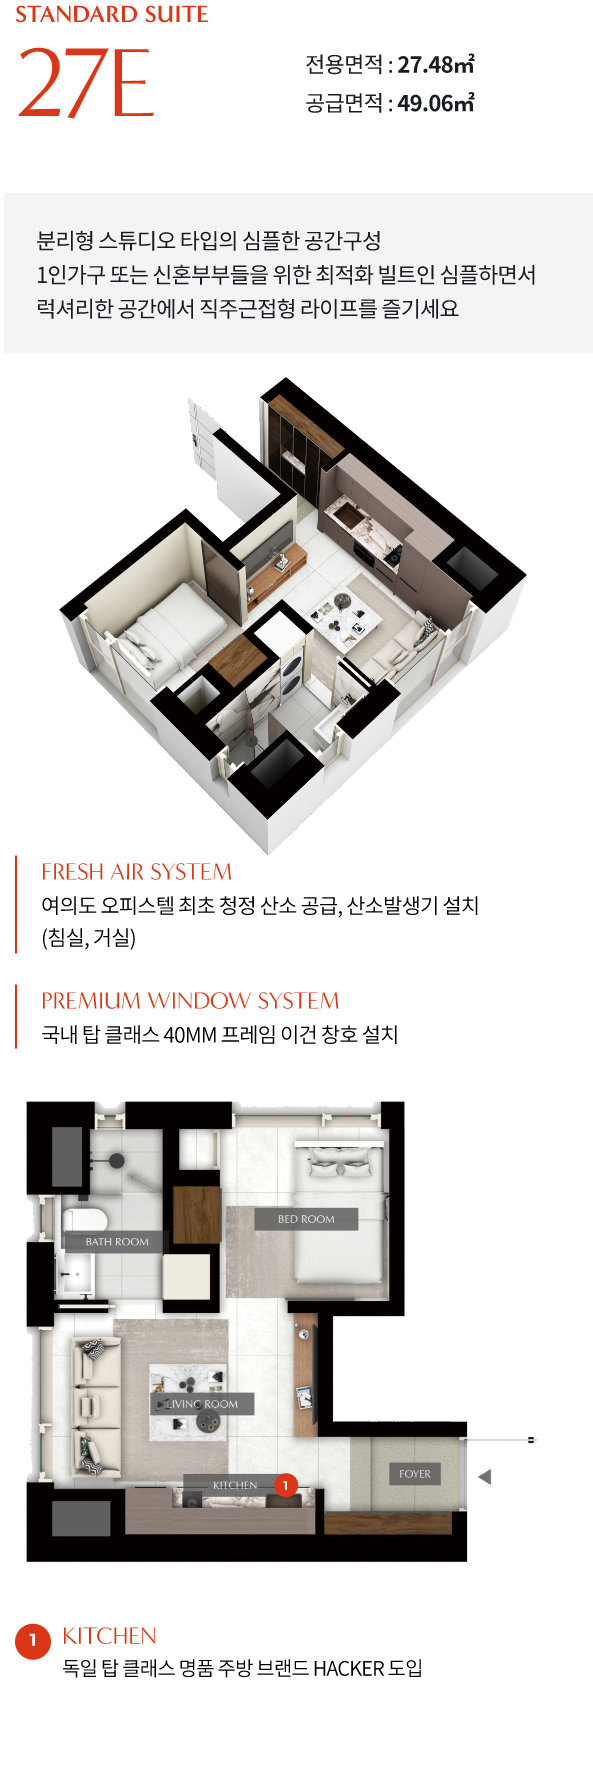 STANDARD SUITE
27E
전용면적 : 27.48㎡
공급면적 : 49.06㎡
분리형 스튜디오 타입의 심플한 공간구성
1인가구 또는 신혼부부들을 위한 최적화 빌트인 심플하면서
럭셔리한 공간에서 직주근접형 라이프를 즐기세요
FRESH AIR SYSTEM
여의도 오피스텔 최초 청정 산소 공급, 산소발생기 설치
(침실, 거실)
PREMIUM WINDOW SYSTEM
국내 탑 클래스 40MM 프레임 이건 창호 설치
BED ROOM
BATH ROOM
LIVING ROOM
FOYER
KITCHEN 1
1 KITCHEN
독일 탑 클래스 명품 주방 브랜드 HACKER 도입